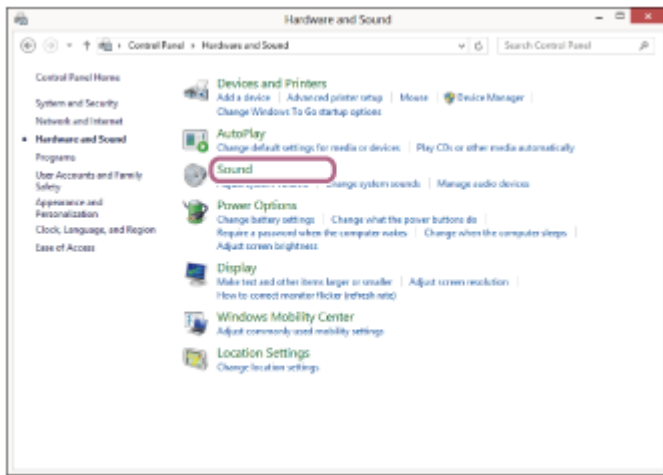 Hardware and Sound
Control Panel › Hardware and Sound
Search Control Panel
Control Panel Home
System and Security
Network and Internet
Hardware and Sound
Programs
User Accounts and Family
Safety
Appearance and
Personalization
Clock, Language, and Region
Ease of Access
Devices and Printers
Add a device | Advanced printer setup | Mouse | Device Manager
Change Windows To Go startup options
AutoPlay
Change default settings for media or devices | Play CDs or other media automatically
Sound
Adjust system volume | Change system sounds | Manage audio devices
Power Options
Change battery settings | Change what the power buttons do
Require a password when the computer wakes | Change when the computer sleeps
Adjust screen brightness
Display
Make text and other items larger or smaller | Adjust screen resolution
How to correct monitor flicker (refresh rate)
Windows Mobility Center
Adjust commonly used mobility settings
Location Settings
Change location settings